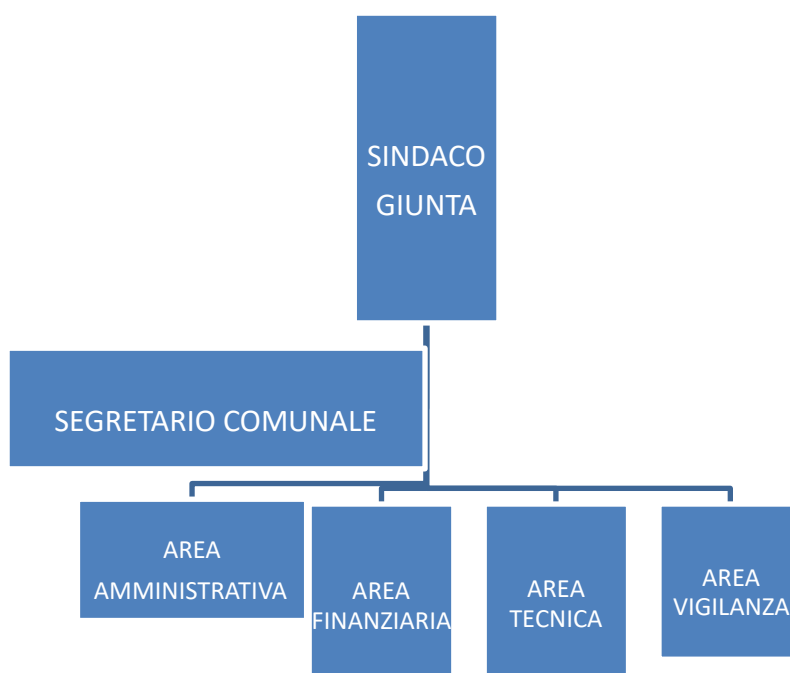 SINDACO
GIUNTA
SEGRETARIO COMUNALE
AREA
AMMINISTRATIVA
AREA
FINANZIARIA
AREA
TECNICA
AREA
VIGILANZA